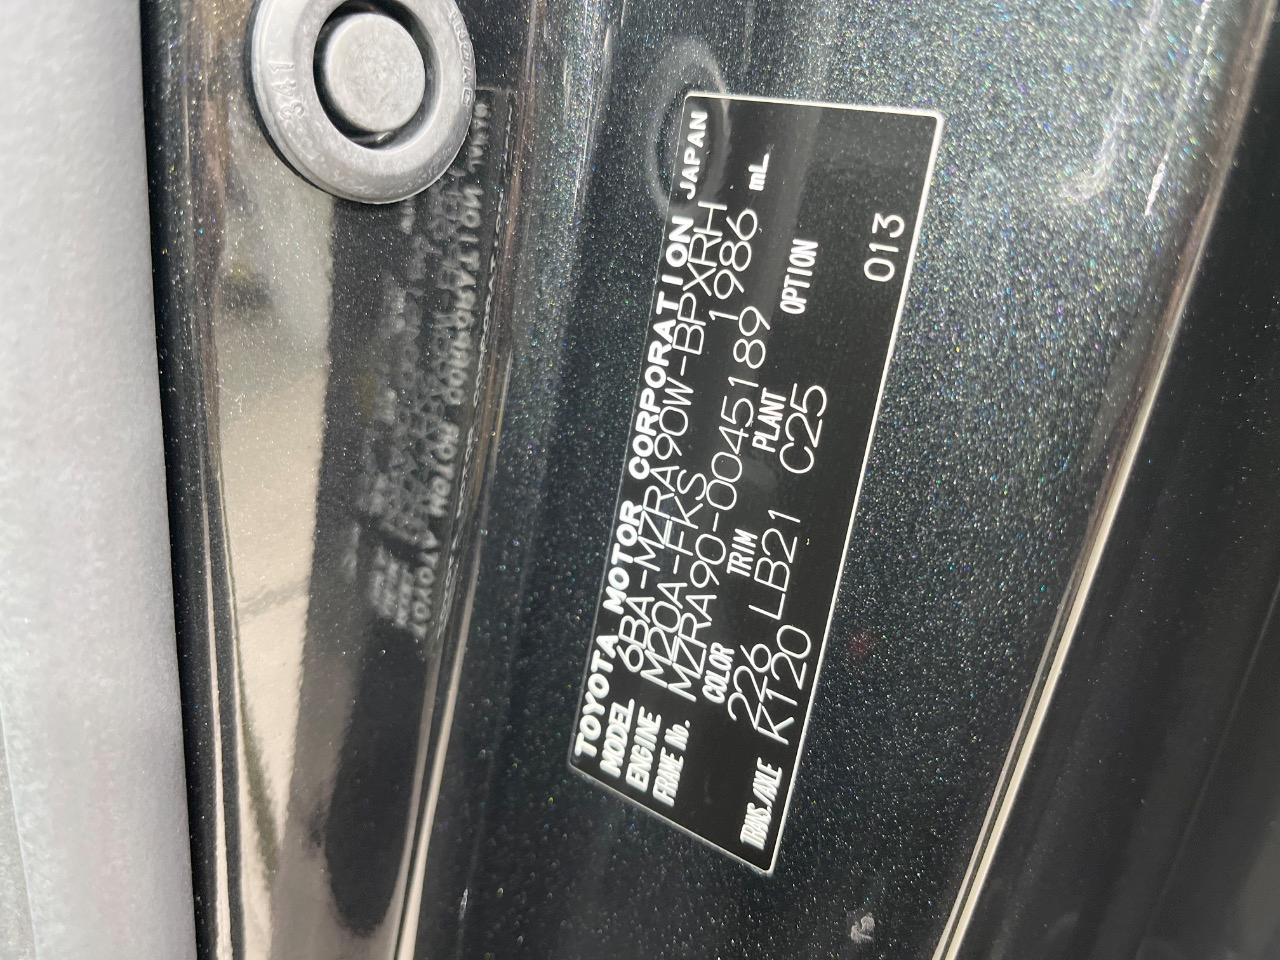 TOYOTA MOTOR CORPORATION JAPAN
MODEL 6BA-MZRA90W-BPXRH
ENGINE M20A-FKS 1986 mL
FRAME No. MZRA90-0045189
COLOR TRIM PLANT OPTION
226 LB21 C25
TRANS./AXLE K120 013
341